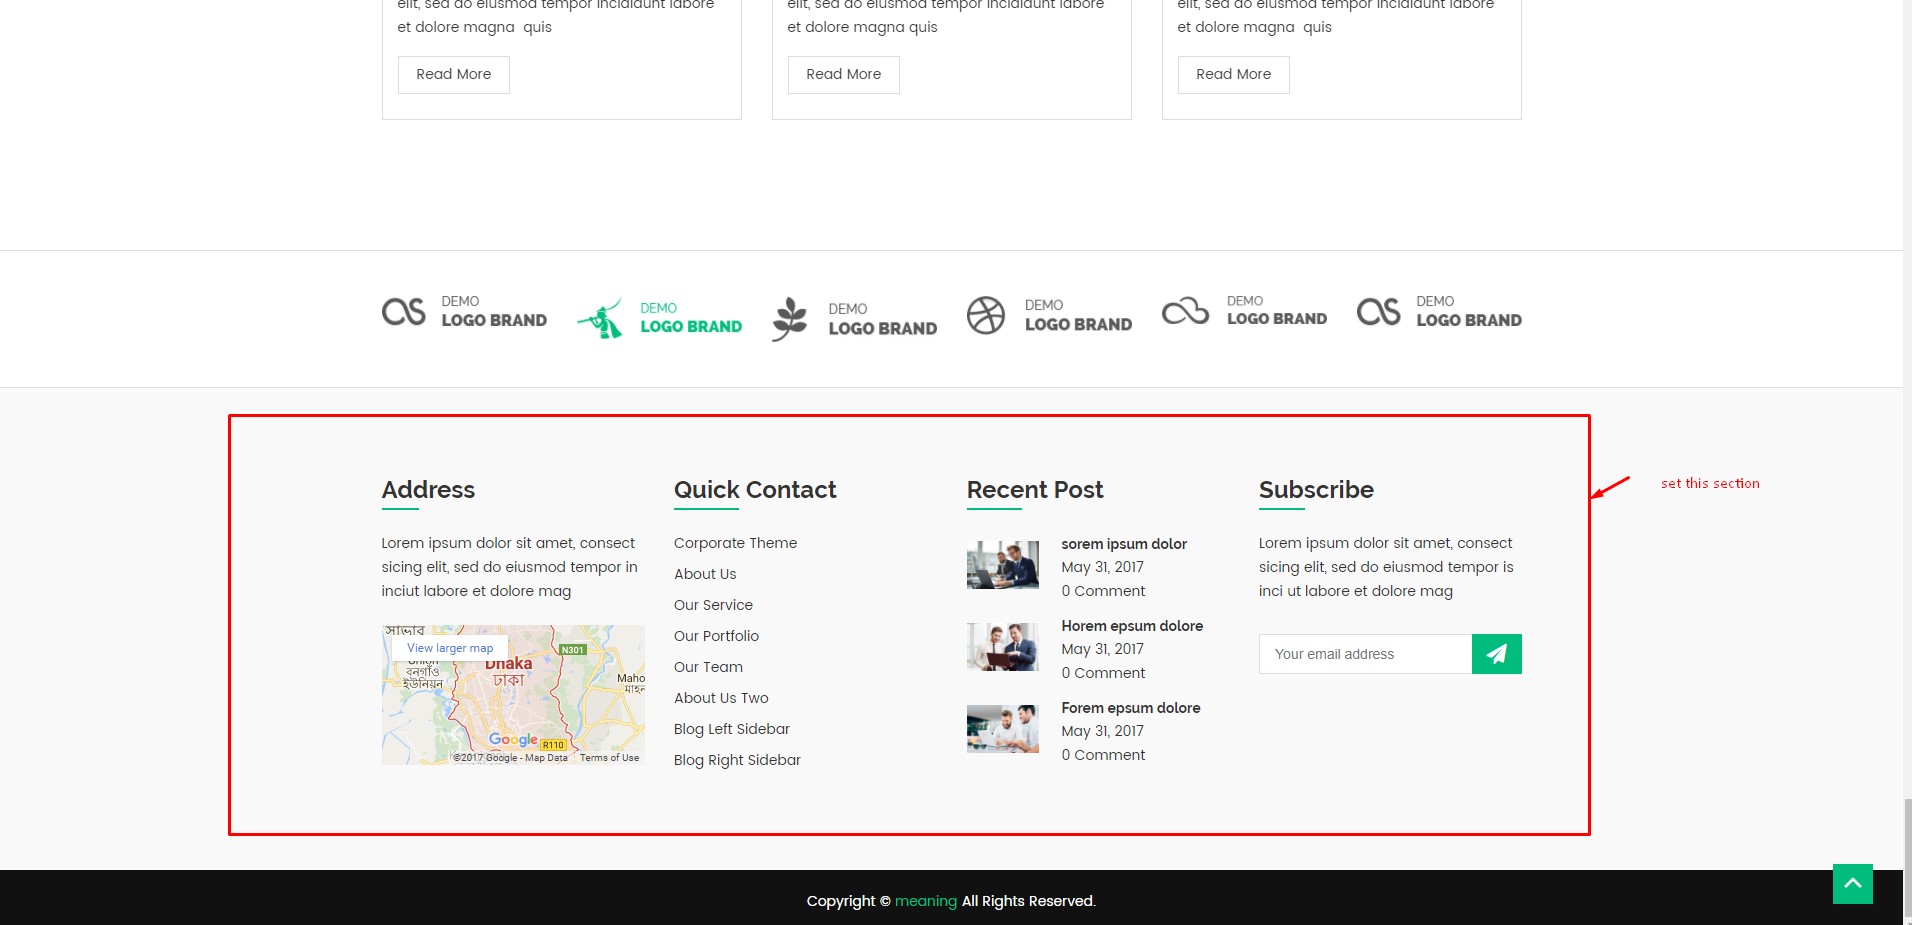 elit, sed do eiusmod tempor incididunt labore
et dolore magna  quis
Read More
elit, sed do eiusmod tempor incididunt labore
et dolore magna quis
Read More
elit, sed do eiusmod tempor incididunt labore
et dolore magna  quis
Read More
DEMO
LOGO BRAND
DEMO
LOGO BRAND
DEMO
LOGO BRAND
DEMO
LOGO BRAND
DEMO
LOGO BRAND
DEMO
LOGO BRAND
Address
Lorem ipsum dolor sit amet, consect
sicing elit, sed do eiusmod tempor in
inciut labore et dolore mag
সাভার
View larger map
বনগাঁও
ইউনিয়ন
Dhaka
ঢাকা
N301
Maho
Google
R110
©2017 Google - Map Data
Terms of Use
Quick Contact
Corporate Theme
About Us
Our Service
Our Portfolio
Our Team
About Us Two
Blog Left Sidebar
Blog Right Sidebar
Recent Post
sorem ipsum dolor
May 31, 2017
0 Comment
Horem epsum dolore
May 31, 2017
0 Comment
Forem epsum dolore
May 31, 2017
0 Comment
Subscribe
Lorem ipsum dolor sit amet, consect
sicing elit, sed do eiusmod tempor is
inci ut labore et dolore mag
Your email address
set this section
Copyright © meaning All Rights Reserved.